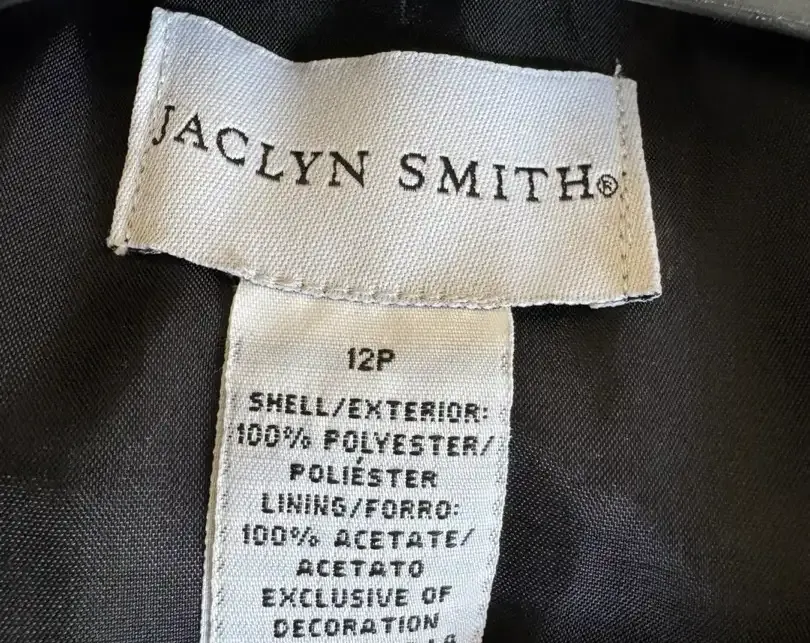 JACLYN SMITH®
12P
SHELL/EXTERIOR:
100% POLYESTER/
POLIÉSTER
LINING/FORRO:
100% ACETATE/
ACETATO
EXCLUSIVE OF
DECORATION